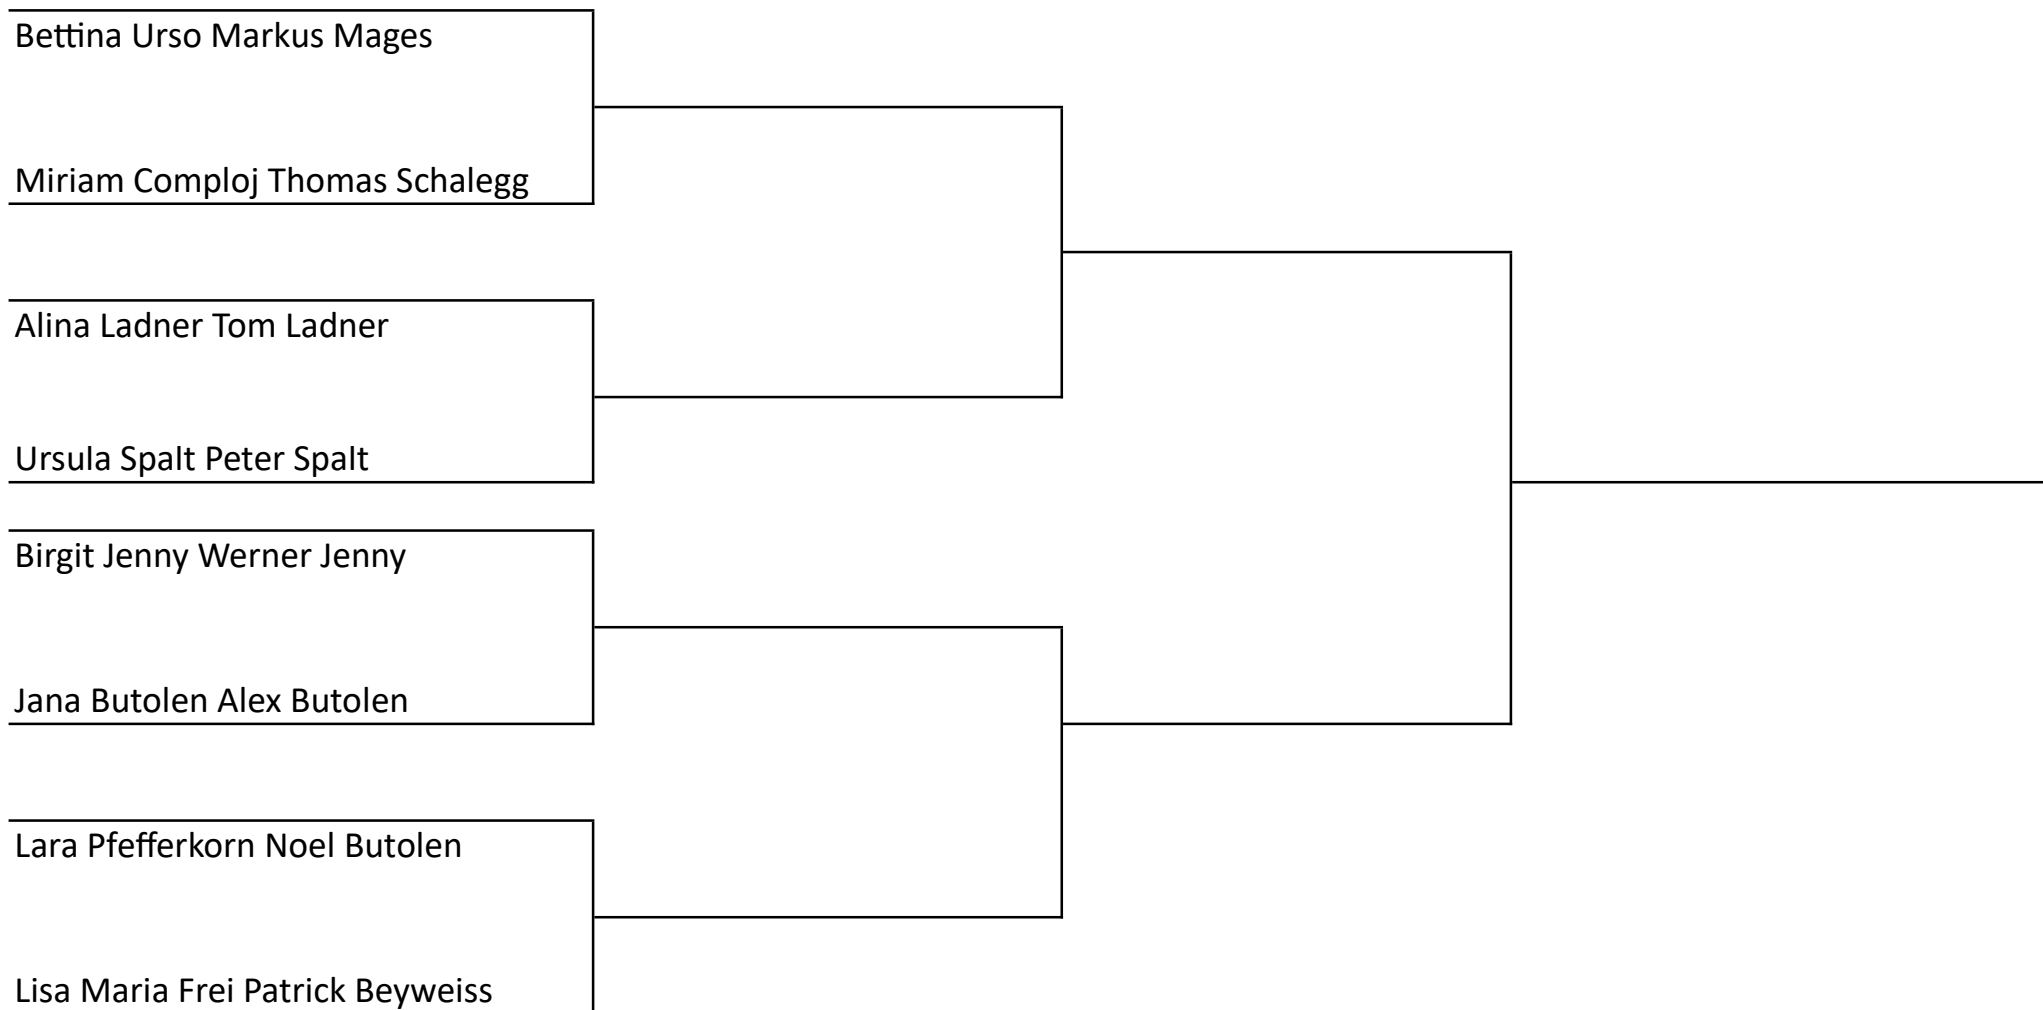 Bettina Urso Markus Mages
Miriam Comploj Thomas Schalegg
Alina Ladner Tom Ladner
Ursula Spalt Peter Spalt
Birgit Jenny Werner Jenny
Jana Butolen Alex Butolen
Lara Pfefferkorn Noel Butolen
Lisa Maria Frei Patrick Beyweiss